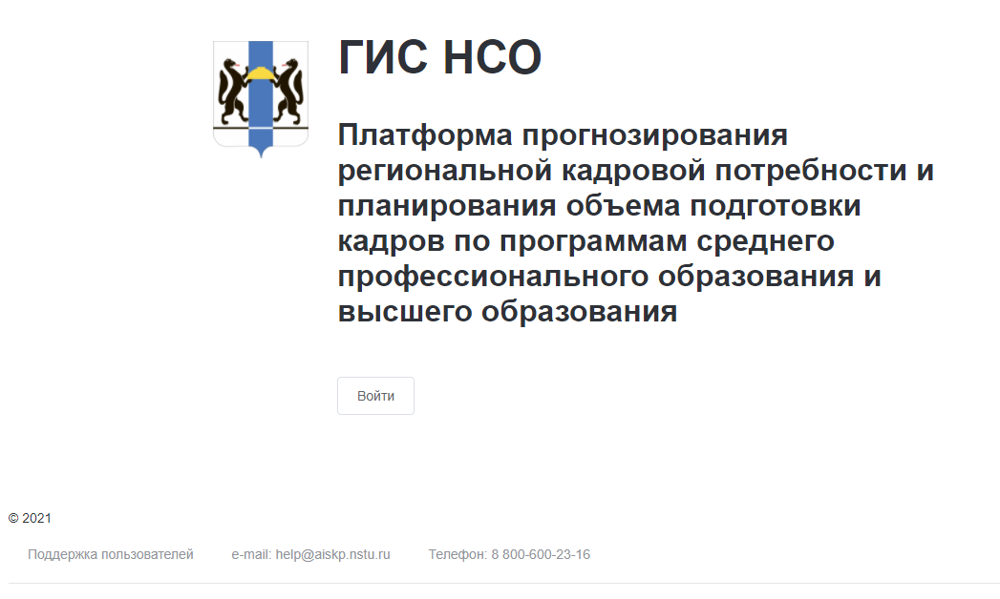 ГИС НСО
Платформа прогнозирования
региональной кадровой потребности и
планирования объема подготовки
кадров по программам среднего
профессионального образования и
высшего образования
Войти
© 2021
Поддержка пользователей e-mail: help@aiskp.nstu.ru Телефон: 8 800-600-23-16